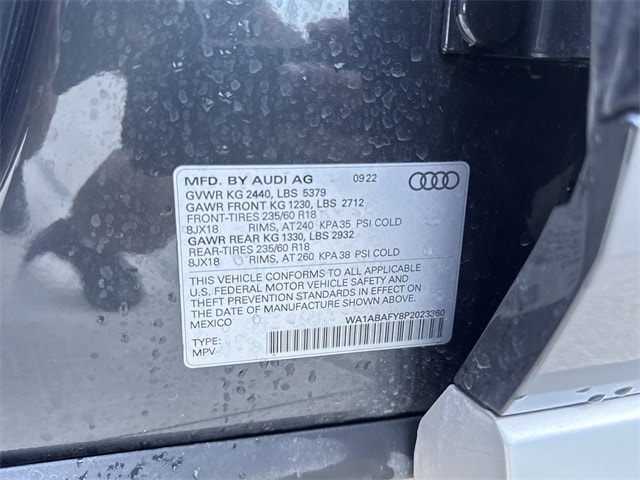 MFD. BY AUDI AG 09/22
GVWR KG 2440, LBS 5379
GAWR FRONT KG 1230, LBS 2712
FRONT-TIRES 235/60 R18
8JX18 RIMS, AT 240 KPA 35 PSI COLD
GAWR REAR KG 1330, LBS 2932
REAR-TIRES 235/60 R18
8JX18 RIMS, AT 260 KPA 38 PSI COLD
THIS VEHICLE CONFORMS TO ALL APPLICABLE
U.S. FEDERAL MOTOR VEHICLE SAFETY AND
THEFT PREVENTION STANDARDS IN EFFECT ON
THE DATE OF MANUFACTURE SHOWN ABOVE.
MEXICO WA1ABAFY8P2023360
TYPE:
MPV